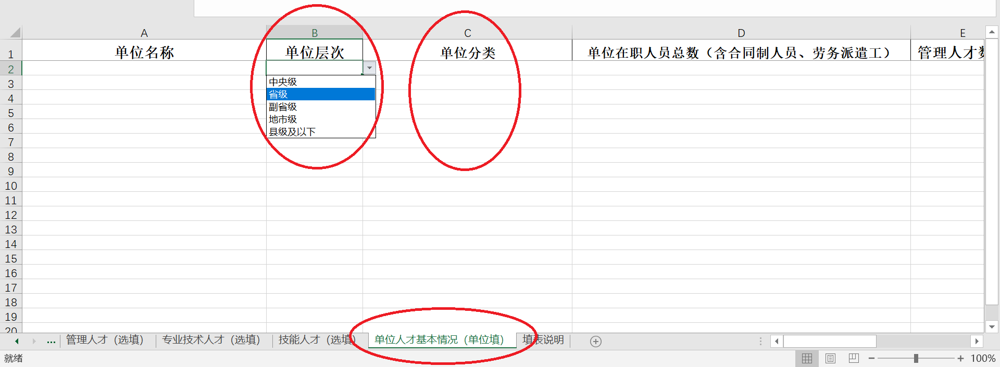 A B C D E
1 单位名称 单位层次 单位分类 单位在职人员总数（含合同制人员、劳务派遣工） 管理人才
2
3 中央级
4 省级
5 副省级
6 地市级
7 县级及以下
8
9
10
11
12
13
14
15
16
17
18
19
20
... 管理人才（选填） 专业技术人才（选填） 技能人才（选填） 单位人才基本情况（单位填） 填表说明
就绪 100%